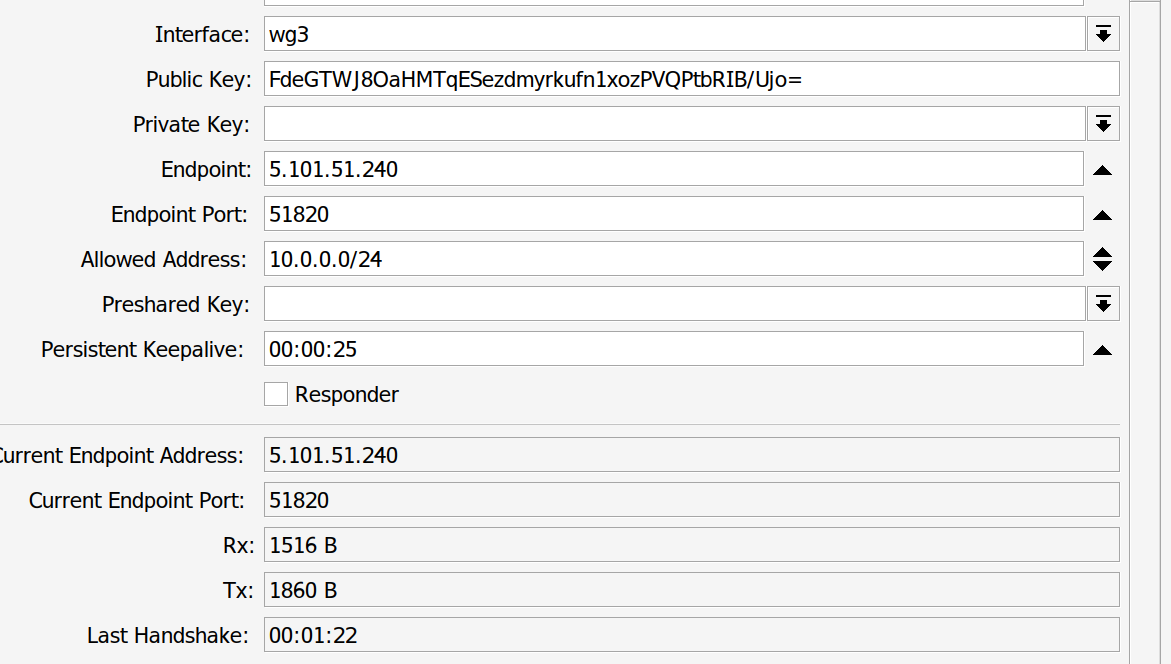 Interface: wg3
Public Key: FdeGTWJ8OaHMTqESezdmyrkufn1xozPVQPtbRIB/Ujo=
Private Key:
Endpoint: 5.101.51.240
Endpoint Port: 51820
Allowed Address: 10.0.0.0/24
Preshared Key:
Persistent Keepalive: 00:00:25
Responder
Current Endpoint Address: 5.101.51.240
Current Endpoint Port: 51820
Rx: 1516 B
Tx: 1860 B
Last Handshake: 00:01:22